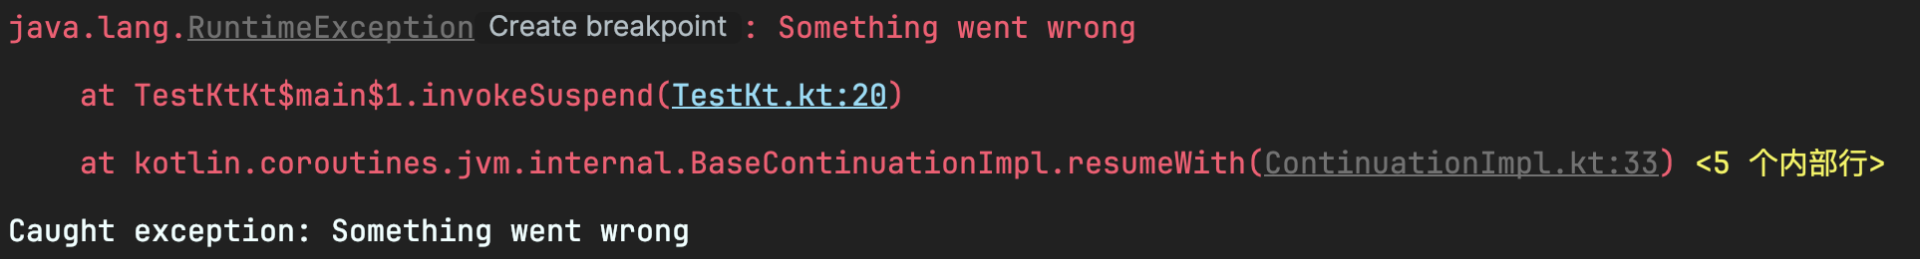 java.lang.RuntimeException Create breakpoint : Something went wrong
at TestKtKt$main$1.invokeSuspend(TestKt.kt:20)
at kotlin.coroutines.jvm.internal.BaseContinuationImpl.resumeWith(ContinuationImpl.kt:33) <5 个内部行>
Caught exception: Something went wrong